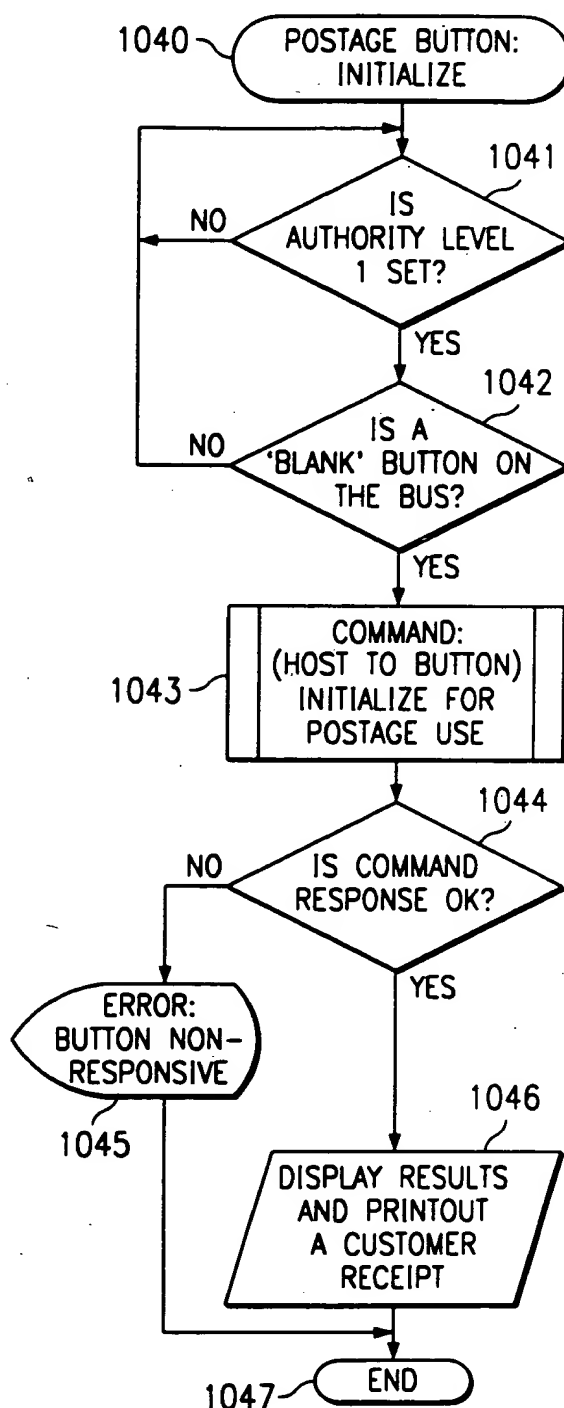 1040
POSTAGE BUTTON:
INITIALIZE
1041
IS
AUTHORITY LEVEL
1 SET?
NO
YES
1042
IS A
'BLANK' BUTTON ON
THE BUS?
NO
YES
1043
COMMAND:
(HOST TO BUTTON)
INITIALIZE FOR
POSTAGE USE
1044
IS COMMAND
RESPONSE OK?
NO
YES
ERROR:
BUTTON NON-
RESPONSIVE
1045
1046
DISPLAY RESULTS
AND PRINTOUT
A CUSTOMER
RECEIPT
END
1047